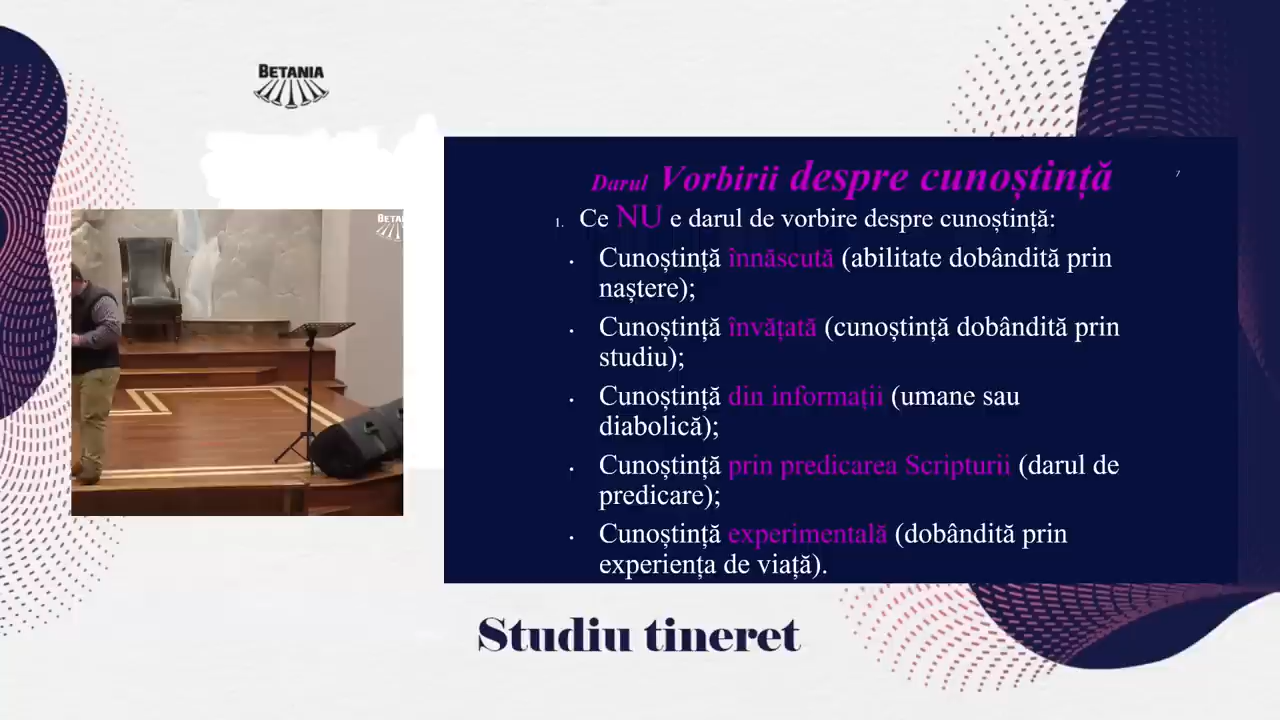 BETANIA
BETA
Darul Vorbirii despre cunoștință
7
1. Ce NU e darul de vorbire despre cunoștință:
• Cunoștință înnăscută (abilitate dobândită prin
naștere);
• Cunoștință învățată (cunoștință dobândită prin
studiu);
• Cunoștință din informații (umane sau
diabolică);
• Cunoștință prin predicarea Scripturii (darul de
predicare);
• Cunoștință experimentală (dobândită prin
experiența de viață).
Studiu tineret